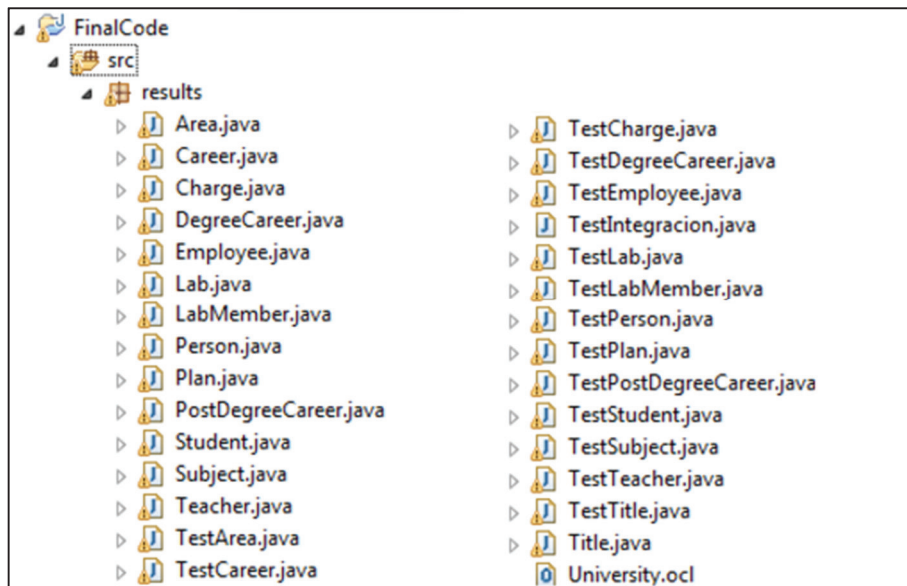 FinalCode
src
results
Area.java
Career.java
Charge.java
DegreeCareer.java
Employee.java
Lab.java
LabMember.java
Person.java
Plan.java
PostDegreeCareer.java
Student.java
Subject.java
Teacher.java
TestArea.java
TestCareer.java
TestCharge.java
TestDegreeCareer.java
TestEmployee.java
TestIntegracion.java
TestLab.java
TestLabMember.java
TestPerson.java
TestPlan.java
TestPostDegreeCareer.java
TestStudent.java
TestSubject.java
TestTeacher.java
TestTitle.java
Title.java
University.ocl